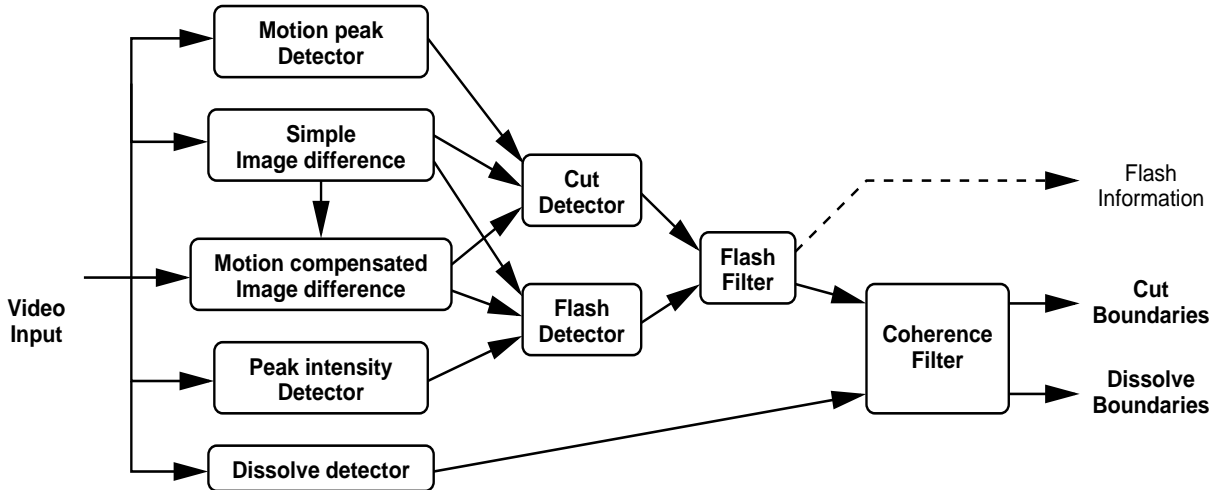 Video
Input
Motion peak
Detector
Simple
Image difference
Motion compensated
Image difference
Peak intensity
Detector
Dissolve detector
Cut
Detector
Flash
Detector
Flash
Filter
Coherence
Filter
Flash
Information
Cut
Boundaries
Dissolve
Boundaries